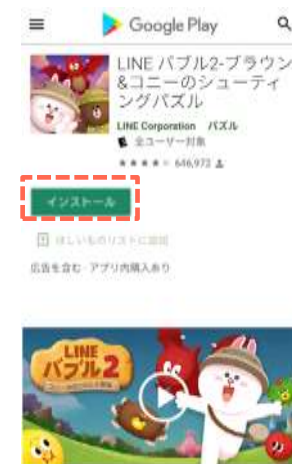 Google Play
LINE バブル2-ブラウン
&コニーのシューティ
ングパズル
LINE Corporation パズル
全ユーザー対象
646,973
インストール
ほしいものリストに追加
広告を含む · アプリ内購入あり
LINE
バブル2